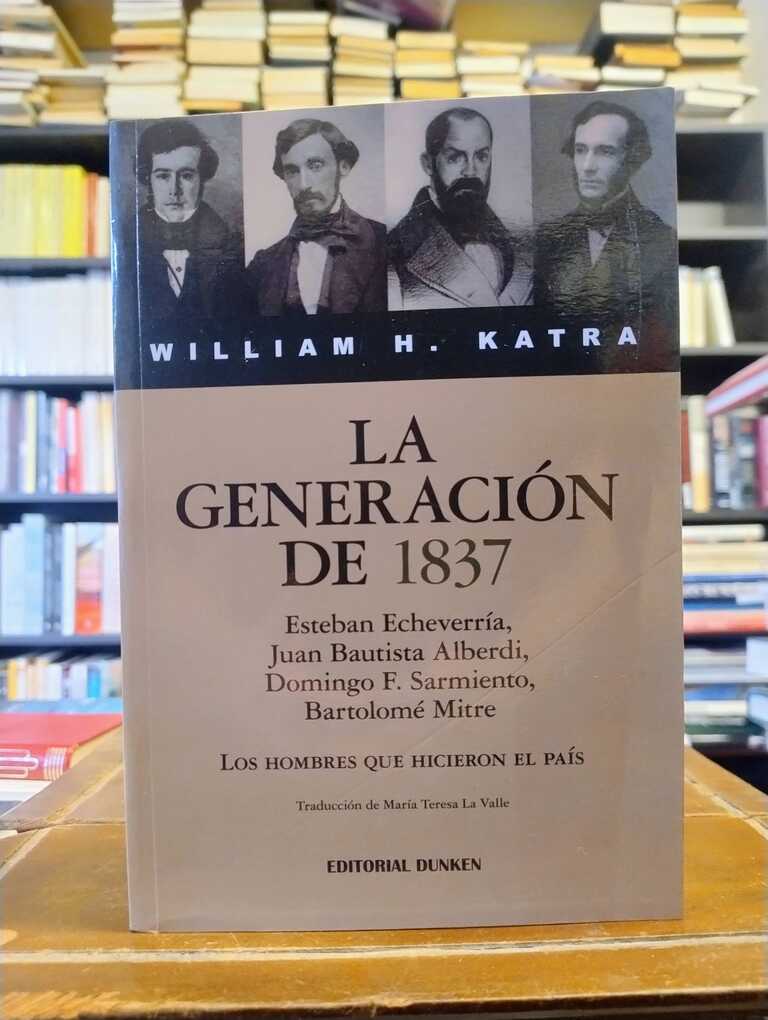 WILLIAM H. KATRA
LA
GENERACIÓN
DE 1837
Esteban Echeverría,
Juan Bautista Alberdi,
Domingo F. Sarmiento,
Bartolomé Mitre
LOS HOMBRES QUE HICIERON EL PAÍS
Traducción de María Teresa La Valle
EDITORIAL DUNKEN